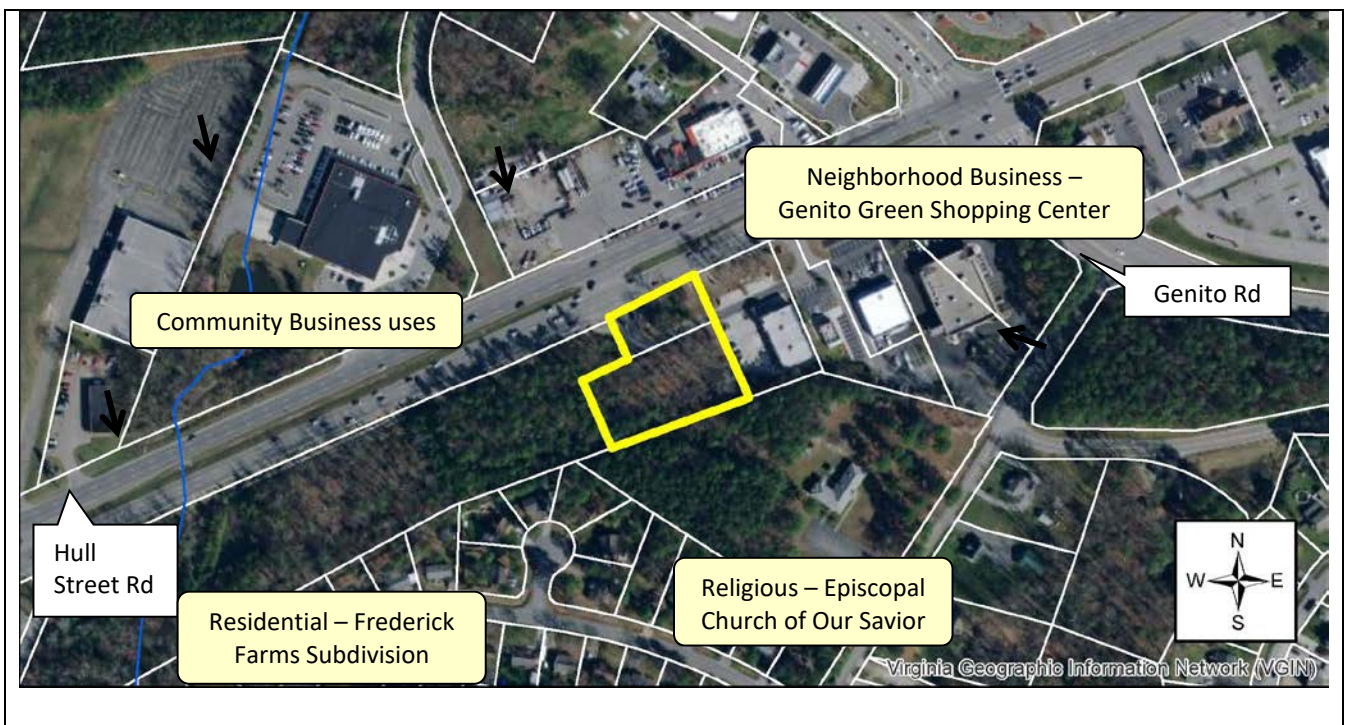 Neighborhood Business –
Genito Green Shopping Center
Genito Rd
Community Business uses
Hull
Street Rd
Residential – Frederick
Farms Subdivision
Religious – Episcopal
Church of Our Savior
N
W E
S
Virginia Geographic Information Network (VGIN)